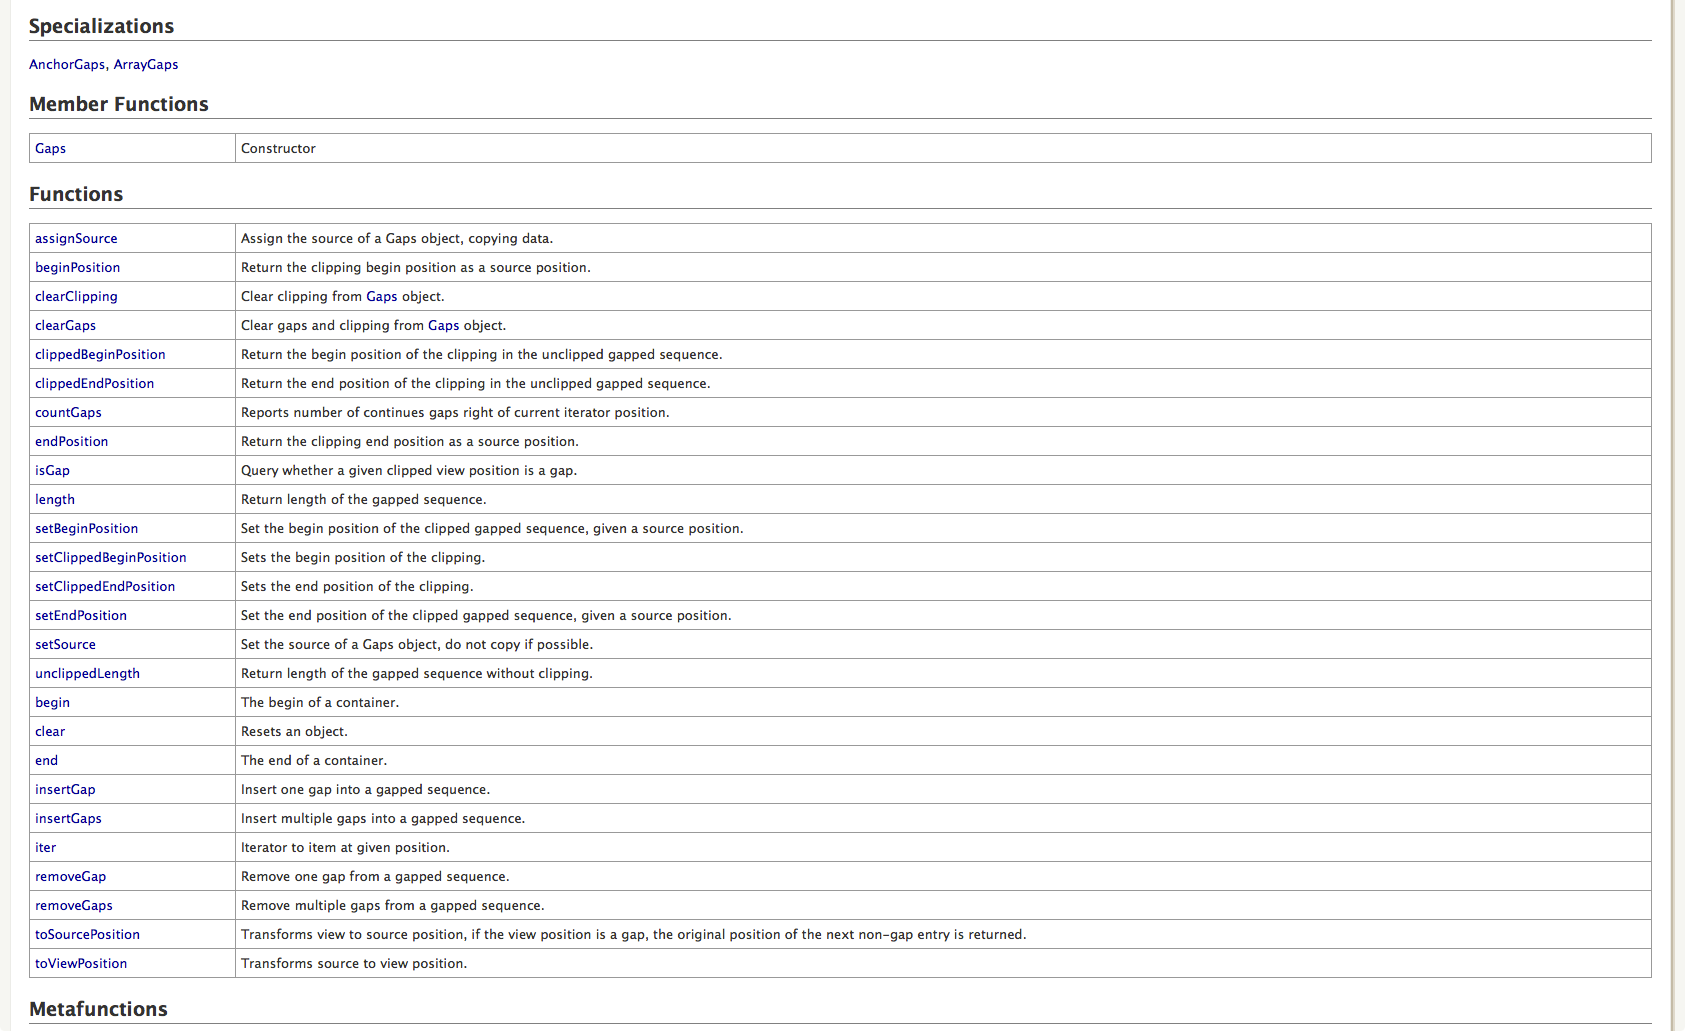 Specializations
AnchorGaps, ArrayGaps
Member Functions
Gaps Constructor
Functions
assignSource Assign the source of a Gaps object, copying data.
beginPosition Return the clipping begin position as a source position.
clearClipping Clear clipping from Gaps object.
clearGaps Clear gaps and clipping from Gaps object.
clippedBeginPosition Return the begin position of the clipping in the unclipped gapped sequence.
clippedEndPosition Return the end position of the clipping in the unclipped gapped sequence.
countGaps Reports number of continues gaps right of current iterator position.
endPosition Return the clipping end position as a source position.
isGap Query whether a given clipped view position is a gap.
length Return length of the gapped sequence.
setBeginPosition Set the begin position of the clipped gapped sequence, given a source position.
setClippedBeginPosition Sets the begin position of the clipping.
setClippedEndPosition Sets the end position of the clipping.
setEndPosition Set the end position of the clipped gapped sequence, given a source position.
setSource Set the source of a Gaps object, do not copy if possible.
unclippedLength Return length of the gapped sequence without clipping.
begin The begin of a container.
clear Resets an object.
end The end of a container.
insertGap Insert one gap into a gapped sequence.
insertGaps Insert multiple gaps into a gapped sequence.
iter Iterator to item at given position.
removeGap Remove one gap from a gapped sequence.
removeGaps Remove multiple gaps from a gapped sequence.
toSourcePosition Transforms view to source position, if the view position is a gap, the original position of the next non-gap entry is returned.
toViewPosition Transforms source to view position.
Metafunctions